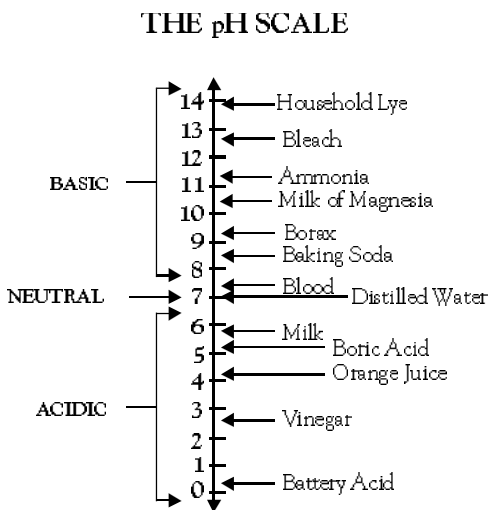 THE pH SCALE
14 Household Lye
13 Bleach
12
11 Ammonia
BASIC
Milk of Magnesia
10
9 Borax
Baking Soda
8
Blood
NEUTRAL 7 Distilled Water
6 Milk
5 Boric Acid
4 Orange Juice
3
ACIDIC
Vinegar
2
1
0 Battery Acid